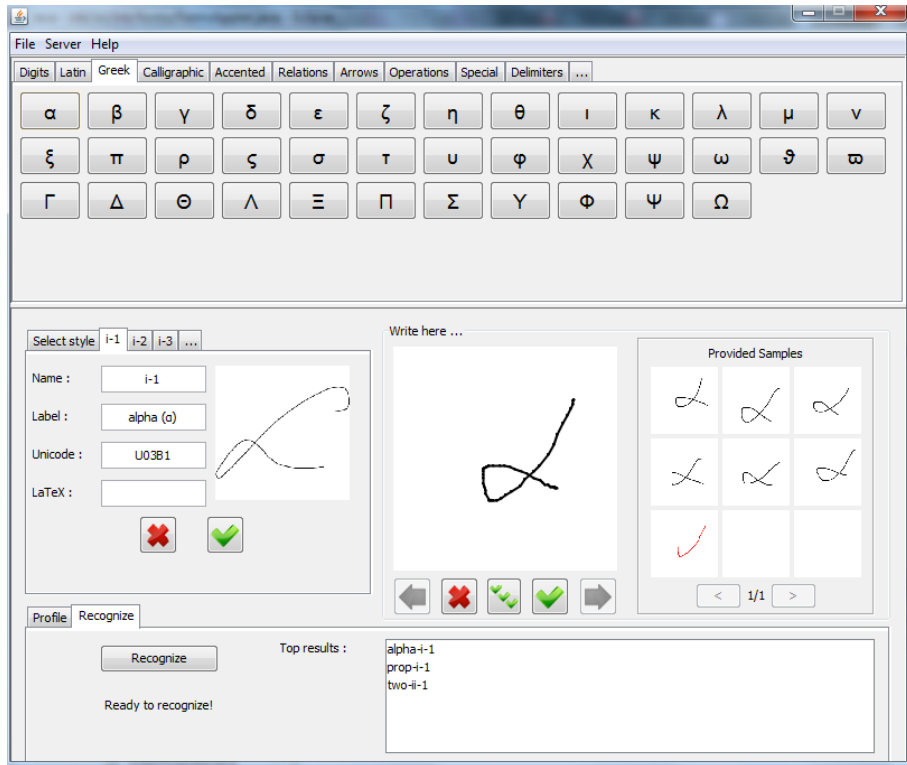 File Server Help
Digits Latin Greek Calligraphic Accented Relations Arrows Operations Special Delimiters ...
α β γ δ ε ζ η θ ι κ λ μ ν
ξ π ρ ς σ τ υ φ χ ψ ω ϑ ϖ
Γ Δ Θ Λ Ξ Π Σ Υ Φ Ψ Ω
Select style i-1 i-2 i-3 ...
Name : i-1
Label : alpha (α)
Unicode : U03B1
LaTeX :
Write here ...
α
Provided Samples
α α α
α α α
< 1/1 >
Profile Recognize
Recognize
Ready to recognize!
Top results :
alpha-i-1
prop-i-1
two-ii-1